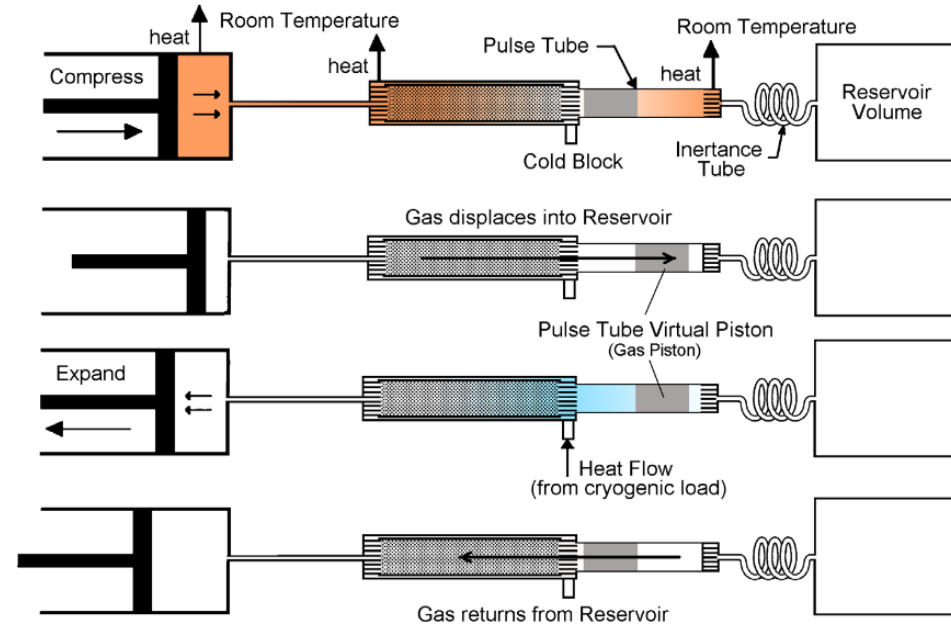 Room Temperature
heat
Compress
heat
Pulse Tube
Room Temperature
heat
Reservoir
Volume
Cold Block
Inertance
Tube
Gas displaces into Reservoir
Pulse Tube Virtual Piston
(Gas Piston)
Expand
Heat Flow
(from cryogenic load)
Gas returns from Reservoir